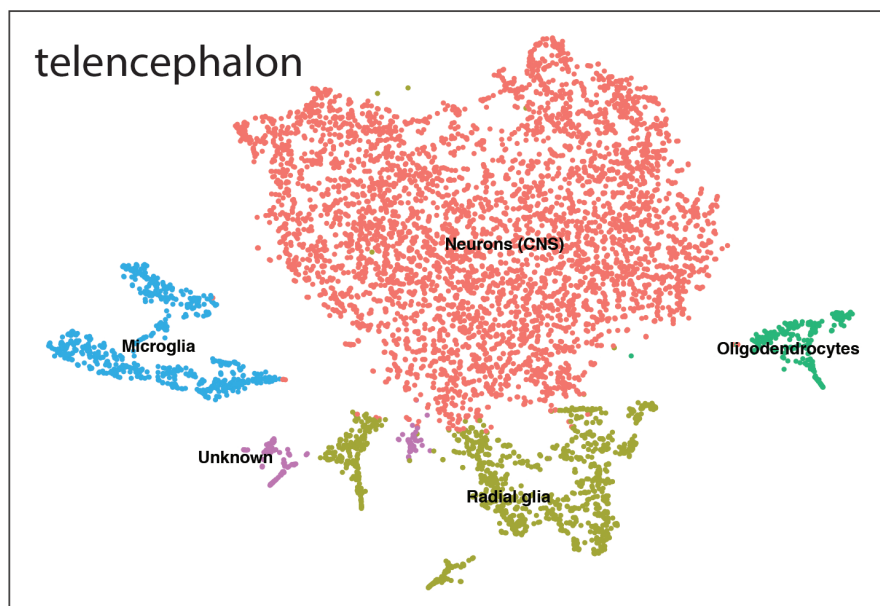 telencephalon
Neurons (CNS)
Microglia
Oligodendrocytes
Unknown
Radial glia